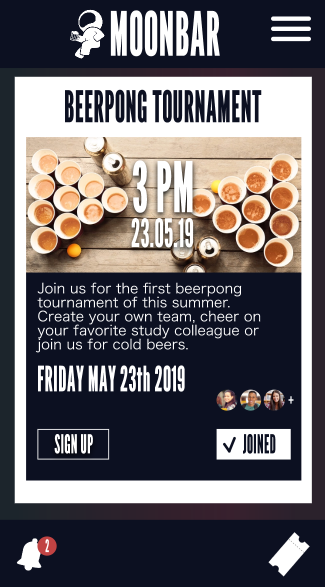 MOONBAR
BEERPONG TOURNAMENT
3 PM
23.05.19
Join us for the first beerpong
tournament of this summer.
Create your own team, cheer on
your favorite study colleague or
join us for cold beers.
FRIDAY MAY 23th 2019
+
SIGN UP
JOINED
2